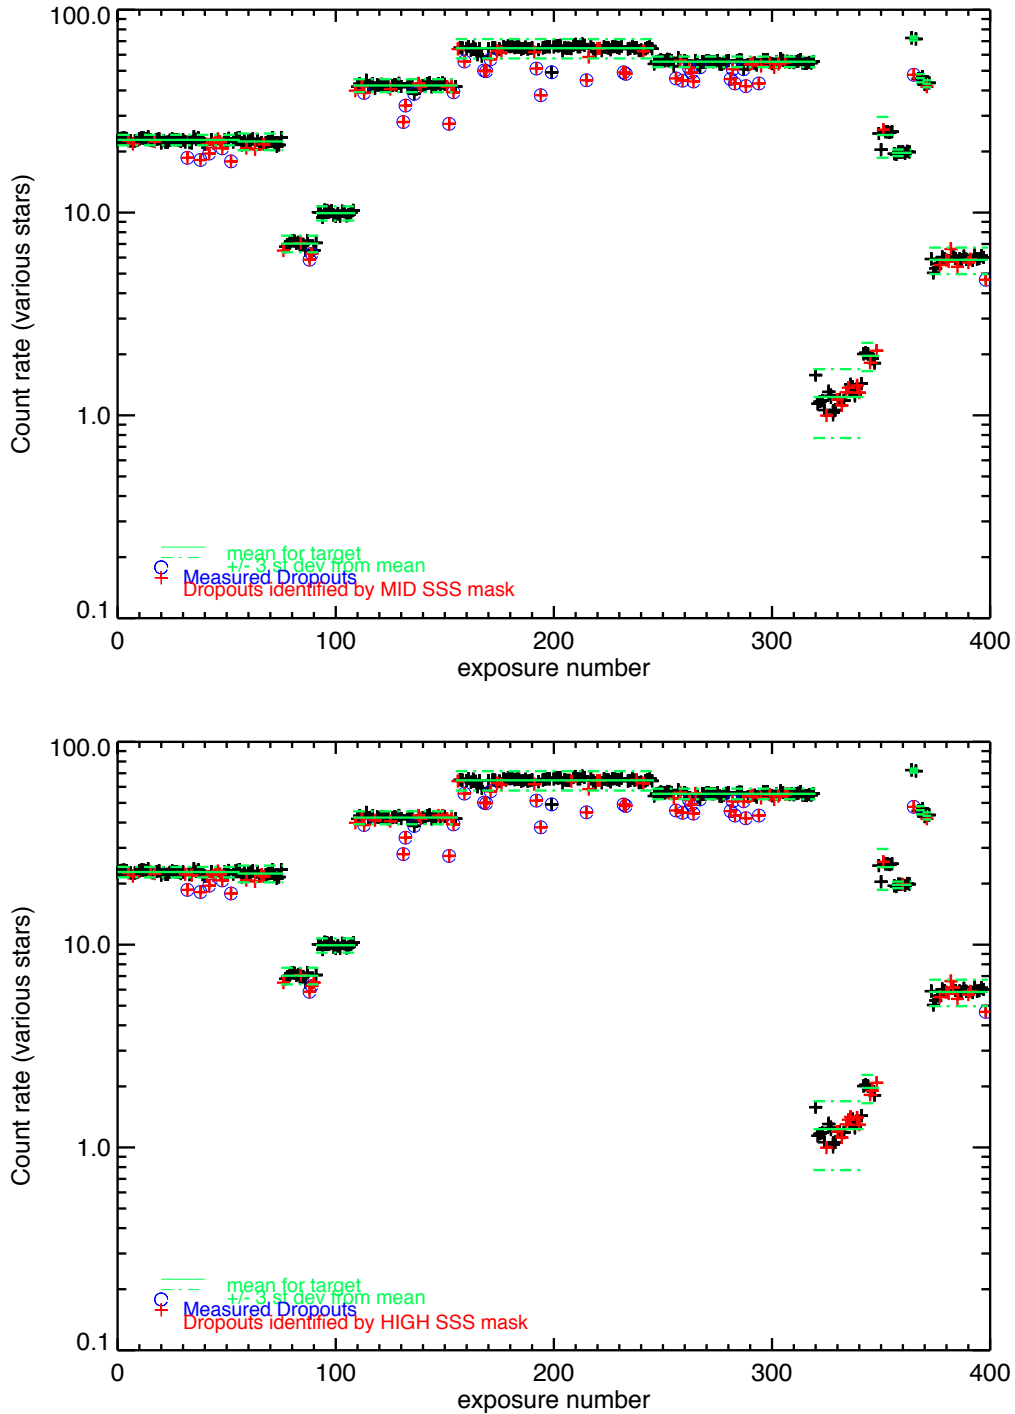 100.0
10.0
1.0
0.1
Count rate (various stars)
mean for target
+/- 3 st dev from mean
Measured Dropouts
Dropouts identified by MID SSS mask
0 100 200 300 400
exposure number
100.0
10.0
1.0
0.1
Count rate (various stars)
mean for target
+/- 3 st dev from mean
Measured Dropouts
Dropouts identified by HIGH SSS mask
0 100 200 300 400
exposure number